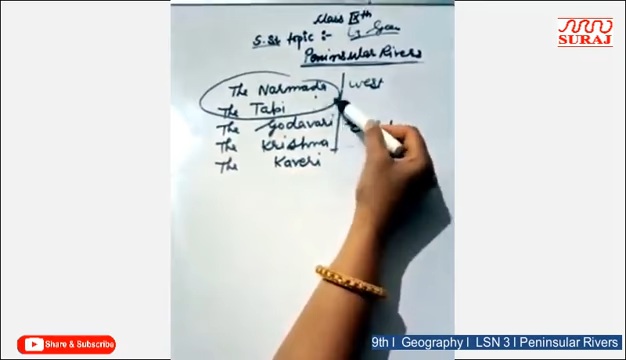 Class IXth
S.St topic :- Geo
Peninsular Rivers
The Narmada west
The Tapi
The Godavari
The Krishna
The Kaveri
SURAJ
Share & Subscribe
9th I Geography I LSN 3 I Peninsular Rivers